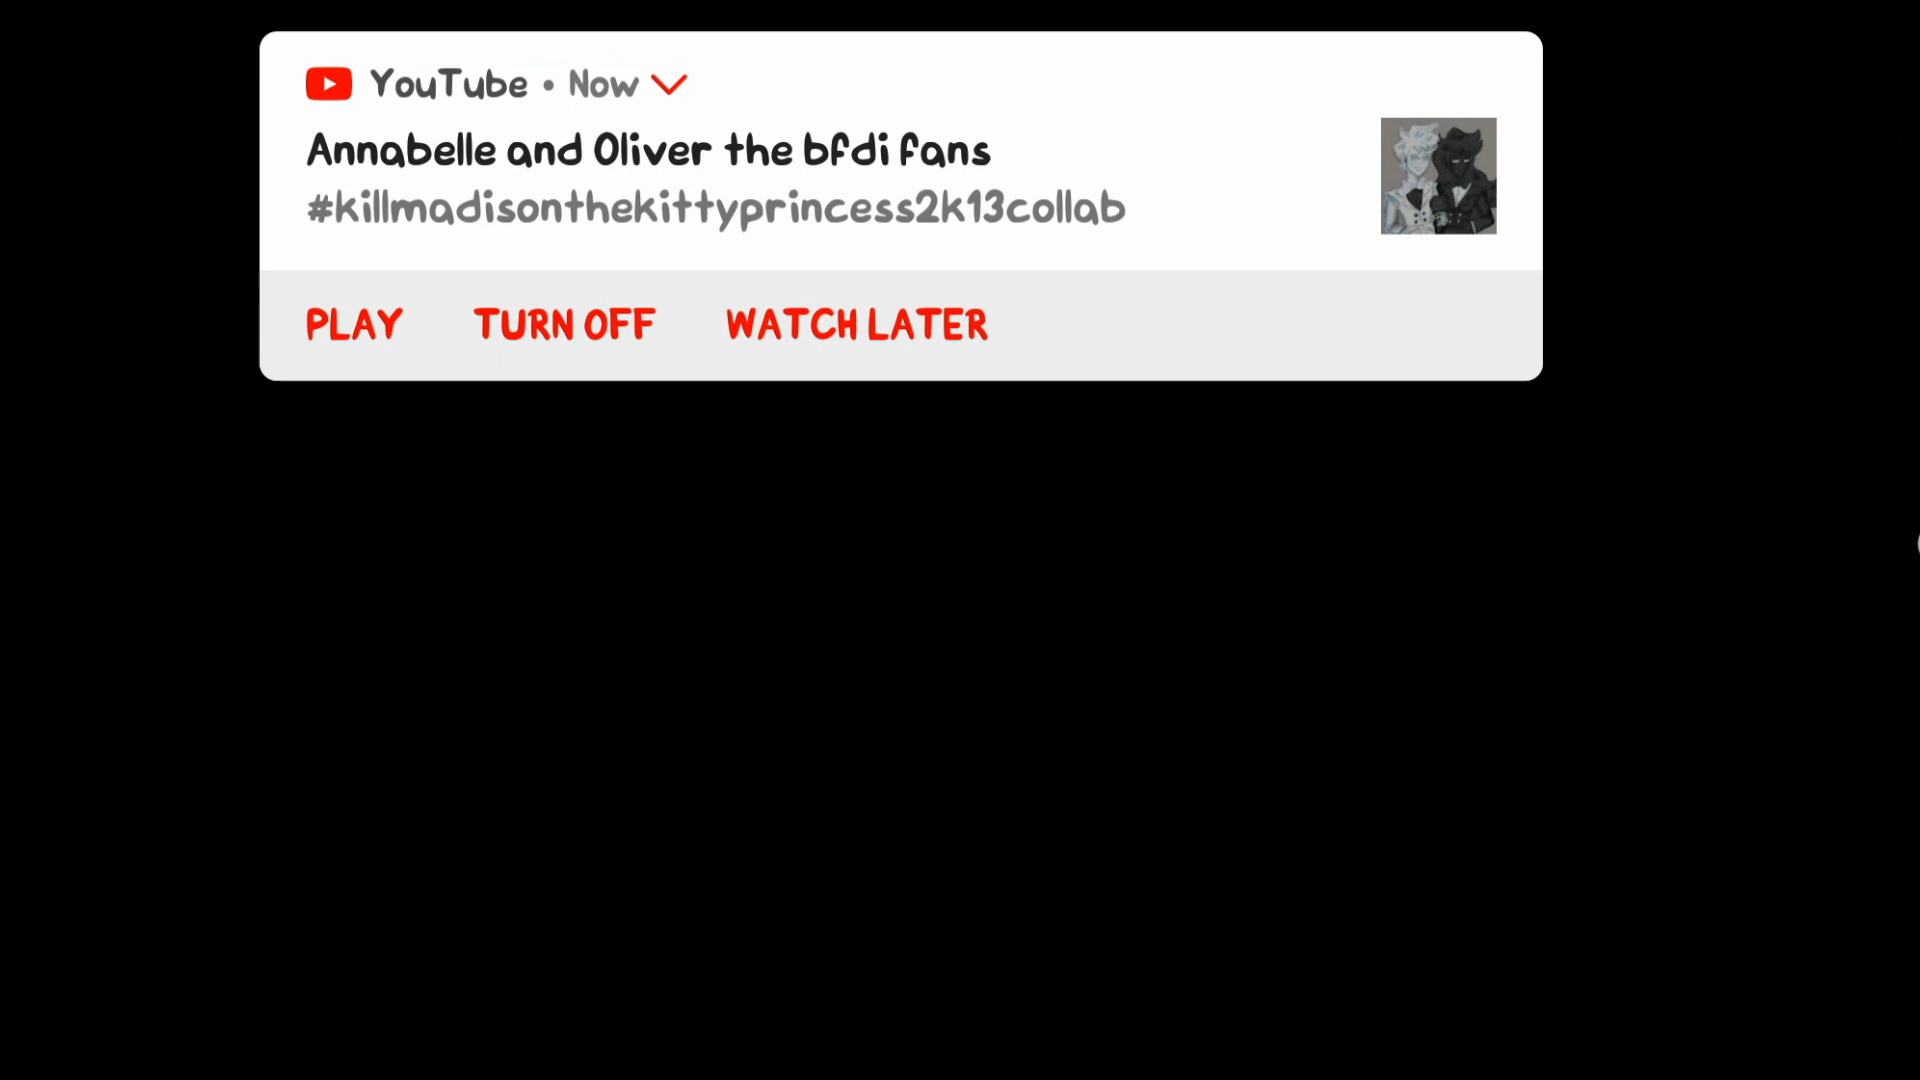 YouTube • Now
Annabelle and Oliver the bfdi fans
#killmadisonthekittyprincess2k13collab
PLAY TURN OFF WATCH LATER